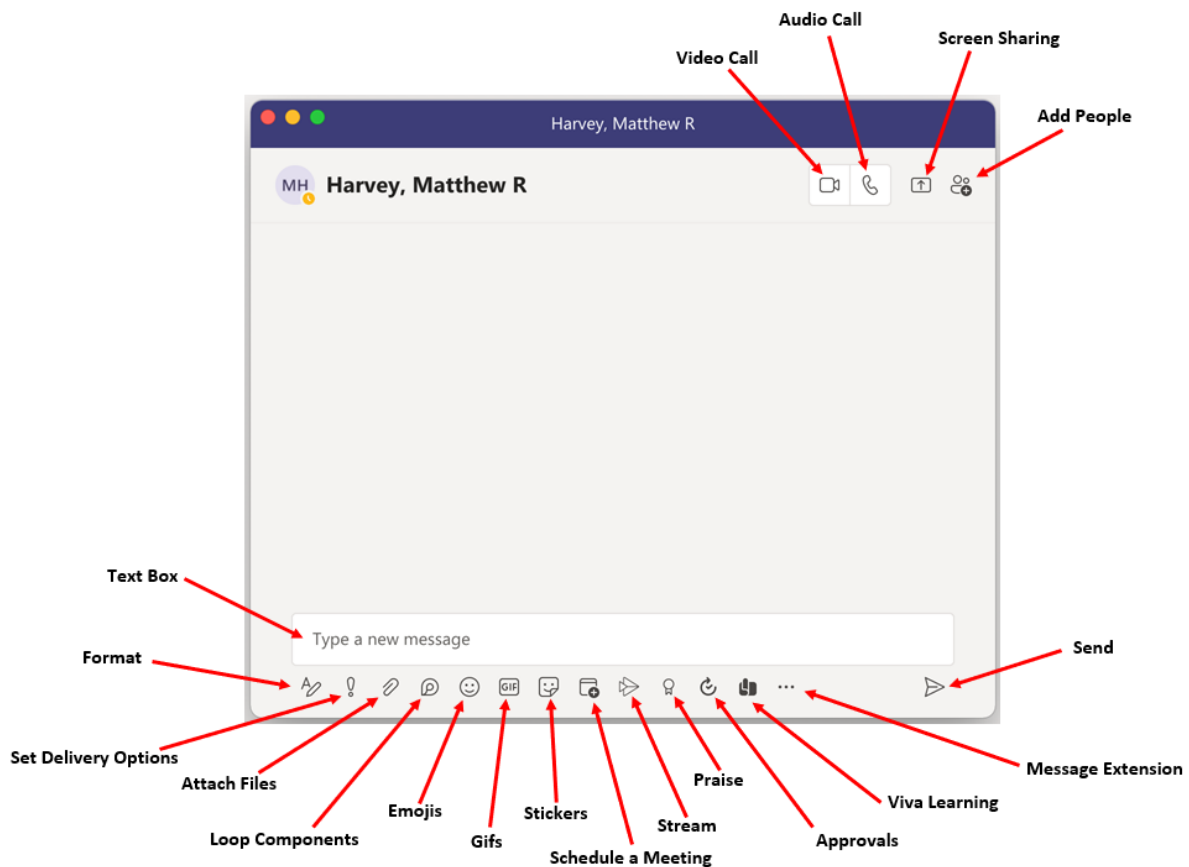 Audio Call
Screen Sharing
Video Call
Add People
Harvey, Matthew R
MH
Harvey, Matthew R
Text Box
Type a new message
Format
Send
GIF
Set Delivery Options
Attach Files
Emojis
Stickers
Praise
Message Extension
Viva Learning
Loop Components
Gifs
Stream
Approvals
Schedule a Meeting